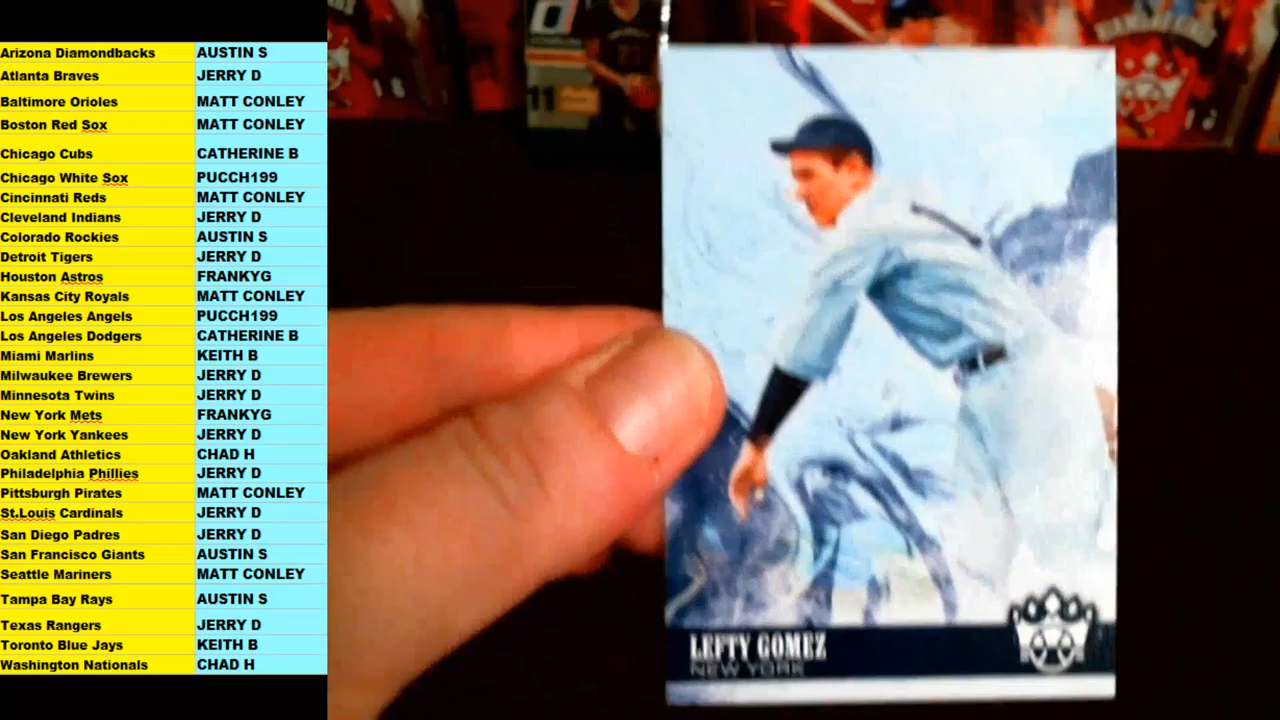 Arizona Diamondbacks AUSTIN S
Atlanta Braves JERRY D
Baltimore Orioles MATT CONLEY
Boston Red Sox MATT CONLEY
Chicago Cubs CATHERINE B
Chicago White Sox PUCCH199
Cincinnati Reds MATT CONLEY
Cleveland Indians JERRY D
Colorado Rockies AUSTIN S
Detroit Tigers JERRY D
Houston Astros FRANKYG
Kansas City Royals MATT CONLEY
Los Angeles Angels PUCCH199
Los Angeles Dodgers CATHERINE B
Miami Marlins KEITH B
Milwaukee Brewers JERRY D
Minnesota Twins JERRY D
New York Mets FRANKYG
New York Yankees JERRY D
Oakland Athletics CHAD H
Philadelphia Phillies JERRY D
Pittsburgh Pirates MATT CONLEY
St.Louis Cardinals JERRY D
San Diego Padres JERRY D
San Francisco Giants AUSTIN S
Seattle Mariners MATT CONLEY
Tampa Bay Rays AUSTIN S
Texas Rangers JERRY D
Toronto Blue Jays KEITH B
Washington Nationals CHAD H
11
LEFTY GOMEZ
NEW YORK